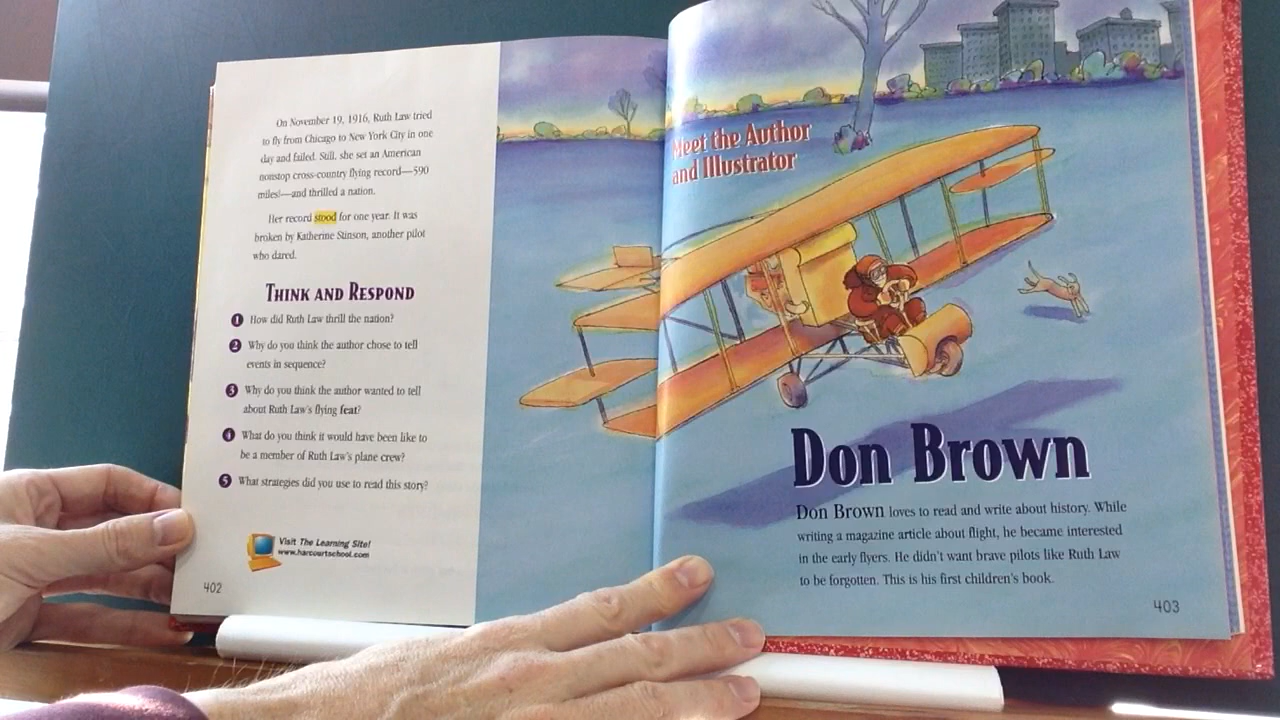 On November 19, 1916, Ruth Law tried
to fly from Chicago to New York City in one
day and failed. Still, she set an American
nonstop cross-country flying record—590
miles!—and thrilled a nation.
Her record stood for one year. It was
broken by Katherine Stinson, another pilot
who dared.
Think and Respond
1 How did Ruth Law thrill the nation?
2 Why do you think the author chose to tell
events in sequence?
3 Why do you think the author wanted to tell
about Ruth Law's flying feat?
4 What do you think it would have been like to
be a member of Ruth Law's plane crew?
5 What strategies did you use to read this story?
Visit The Learning Site!
www.harcourtschool.com
402
Meet the Author
and Illustrator
Don Brown
Don Brown loves to read and write about history. While
writing a magazine article about flight, he became interested
in the early flyers. He didn't want brave pilots like Ruth Law
to be forgotten. This is his first children's book.
403